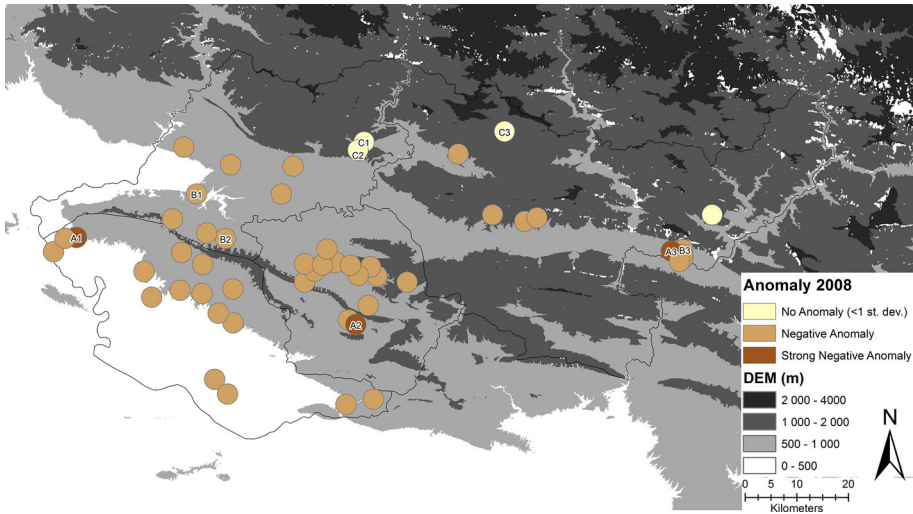 C1
C2
C3
B1
A1
B2
A3 B3
A2
Anomaly 2008
No Anomaly (<1 st. dev.)
Negative Anomaly
Strong Negative Anomaly
DEM (m)
2 000 - 4000
1 000 - 2 000
500 - 1 000
0 - 500
N
0 5 10 20
Kilometers